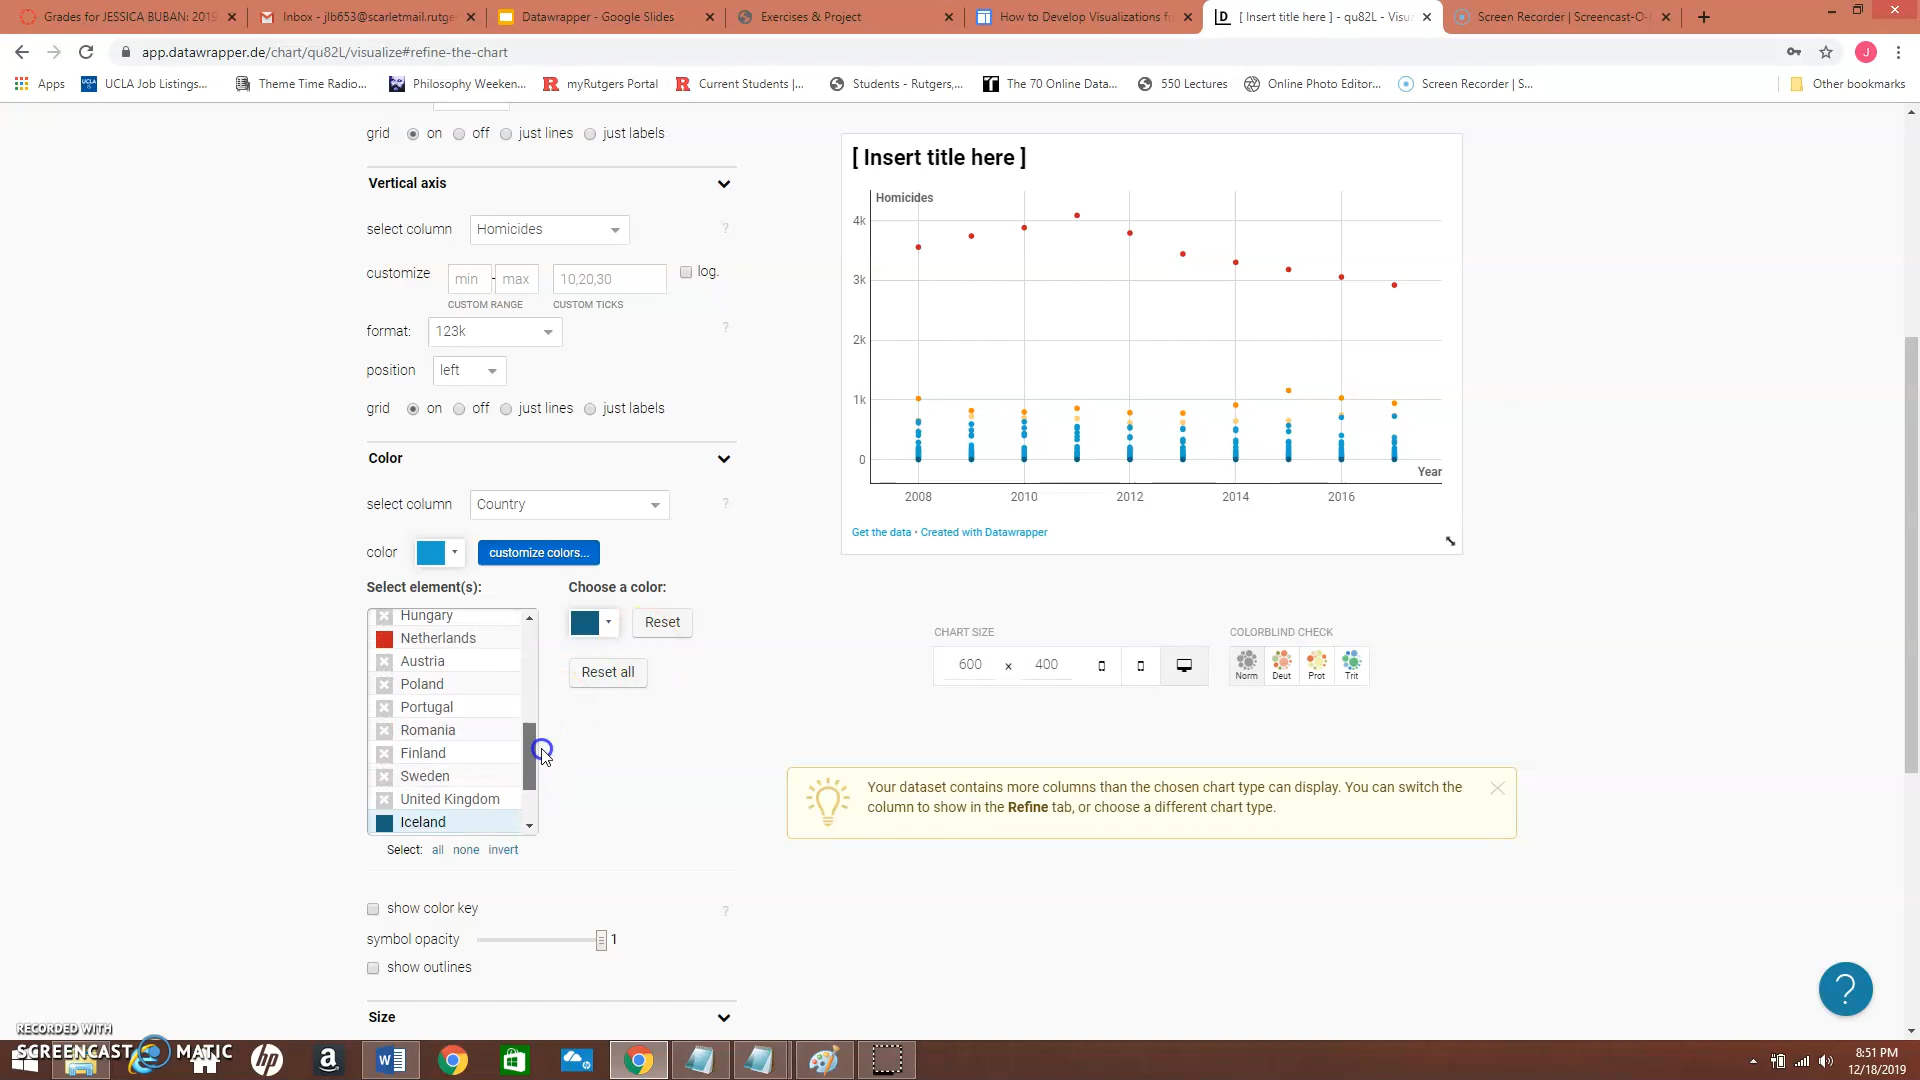 Grades for JESSICA BUBAN: 2019
Inbox - jlb653@scarletmail.rutge
Datawrapper - Google Slides
Exercises & Project
How to Develop Visualizations fr
[ Insert title here ] - qu82L - Visu
Screen Recorder | Screencast-O-
app.datawrapper.de/chart/qu82L/visualize#refine-the-chart
Apps
UCLA Job Listings...
Theme Time Radio...
Philosophy Weeken...
myRutgers Portal
Current Students |...
Students - Rutgers,...
The 70 Online Data...
550 Lectures
Online Photo Editor...
Screen Recorder | S...
Other bookmarks
grid on off just lines just labels
Vertical axis
select column Homicides ?
customize min - max 10,20,30 log.
CUSTOM RANGE CUSTOM TICKS
format: 123k ?
position left
grid on off just lines just labels
Color
select column Country ?
color customize colors...
Select element(s): Choose a color:
Hungary
Reset
Netherlands
Austria
Reset all
Poland
Portugal
Romania
Finland
Sweden
United Kingdom
Iceland
Select: all none invert
show color key ?
symbol opacity 1
show outlines
Size
[ Insert title here ]
Homicides
4k
3k
2k
1k
0
Year
2008 2010 2012 2014 2016
Get the data • Created with Datawrapper
CHART SIZE
600 x 400
COLORBLIND CHECK
Norm Deut Prot Trit
Your dataset contains more columns than the chosen chart type can display. You can switch the
column to show in the Refine tab, or choose a different chart type.
?
RECORDED WITH
SCREENCAST MATIC
8:51 PM
12/18/2019